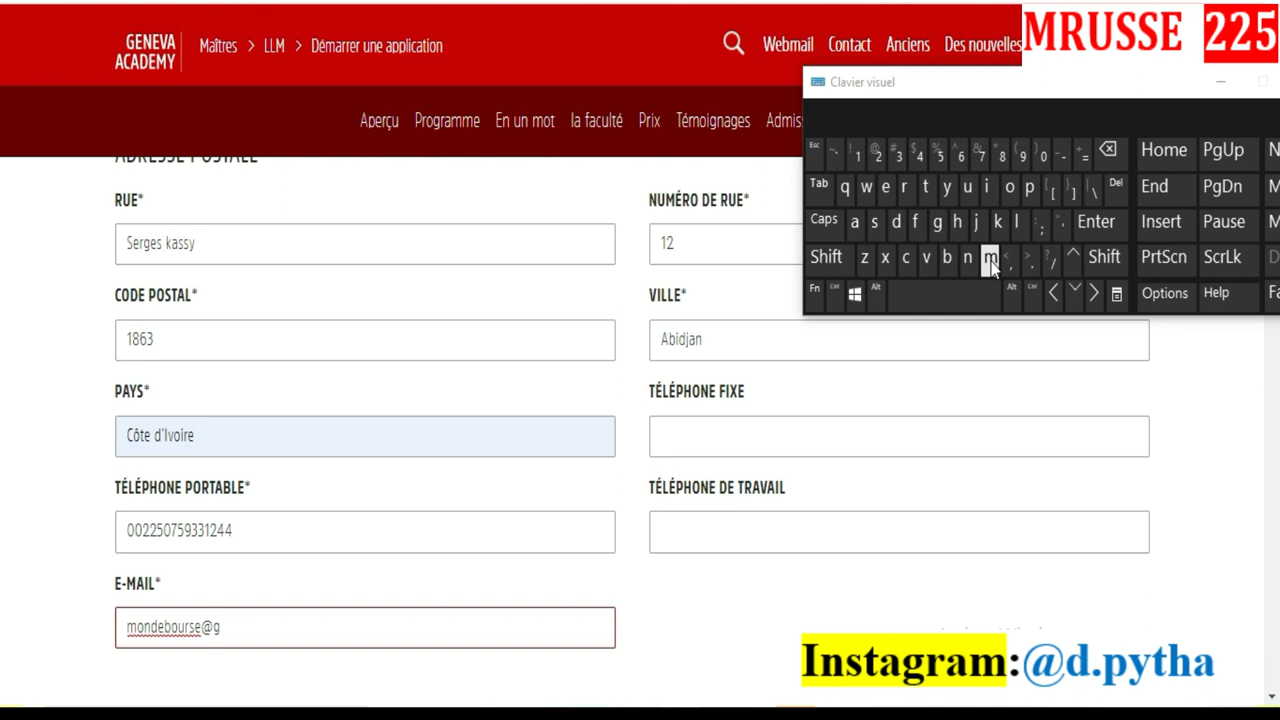 GENEVA
ACADEMY
Maîtres > LLM > Démarrer une application
Webmail Contact Anciens Des nouvelles
MRUSSE 225
Clavier visuel
Aperçu Programme En un mot la faculté Prix Témoignages Admiss
ADRESSE POSTALE
Esc ~ ` ! 1 @ 2 # 3 $ 4 % 5 ^ 6 & 7 * 8 ( 9 ) 0 _ - + = Home PgUp
Tab q w e r t y u i o p { [ } ] | \ Del End PgDn
Caps a s d f g h j k l : ; " ' Enter Insert Pause
Shift z x c v b n m < , > . ? / ^ Shift PrtScn ScrLk
Fn Ctrl Alt Alt Ctrl Options Help Fa
RUE*
NUMÉRO DE RUE*
Serges kassy
12
CODE POSTAL*
VILLE*
1863
Abidjan
PAYS*
TÉLÉPHONE FIXE
Côte d'Ivoire
TÉLÉPHONE PORTABLE*
TÉLÉPHONE DE TRAVAIL
002250759331244
E-MAIL*
mondebourse@g
Instagram:@d.pytha